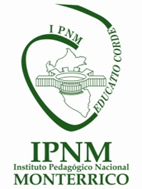 I PNM
EDUCATIO CORDE
IPNM
Instituto Pedagógico Nacional
MONTERRICO